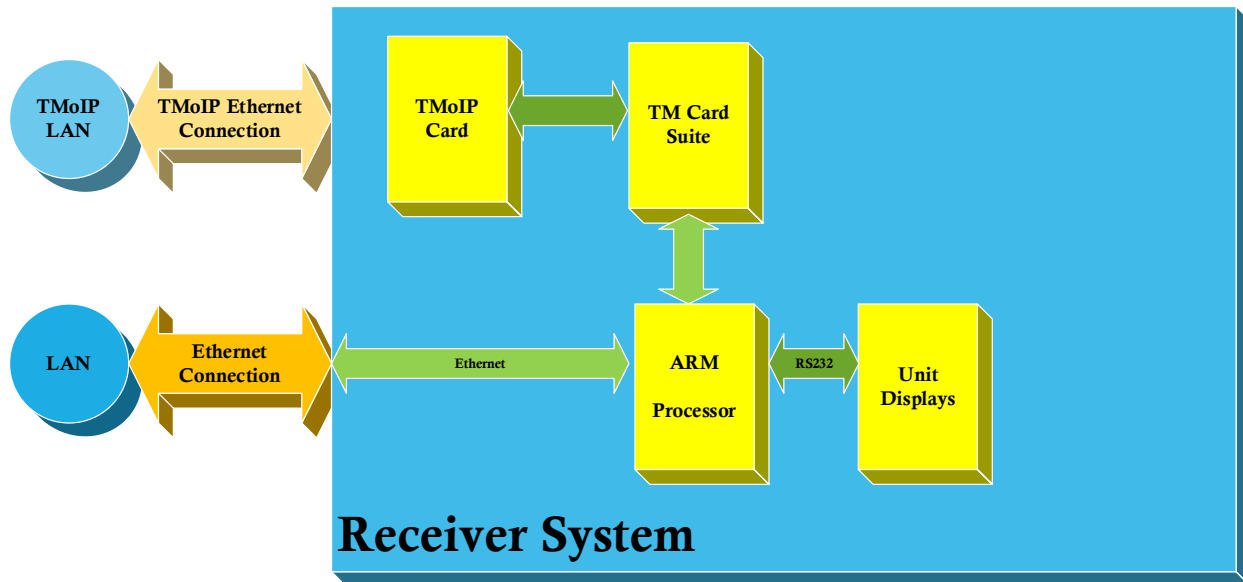 TMoIP
LAN
TMoIP Ethernet
Connection
TMoIP
Card
TM Card
Suite
LAN
Ethernet
Connection
Ethernet
ARM
Processor
RS232
Unit
Displays
Receiver System